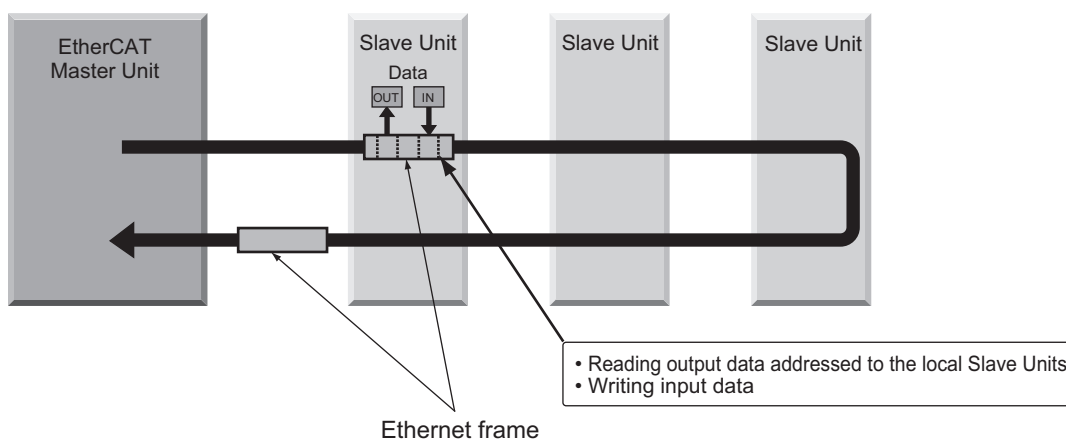 EtherCAT
Master Unit
Slave Unit
Data
OUT
IN
Slave Unit
Slave Unit
• Reading output data addressed to the local Slave Units
• Writing input data
Ethernet frame